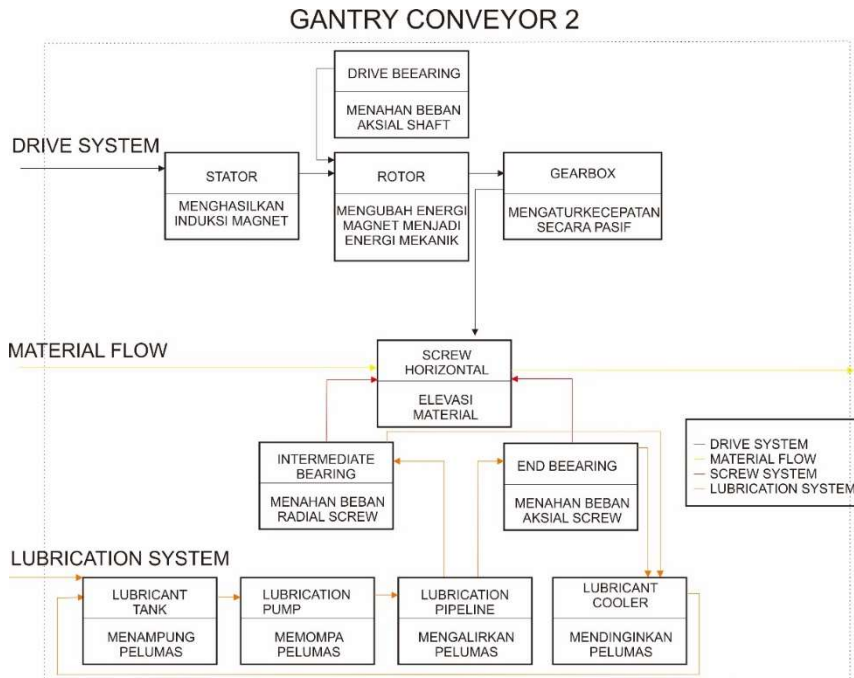 GANTRY CONVEYOR 2
DRIVE BEEARING
MENAHAN BEBAN
AKSIAL SHAFT
DRIVE SYSTEM
STATOR
MENGHASILKAN
INDUKSI MAGNET
ROTOR
MENGUBAH ENERGI
MAGNET MENJADI
ENERGI MEKANIK
GEARBOX
MENGATURKECEPATAN
SECARA PASIF
MATERIAL FLOW
SCREW
HORIZONTAL
ELEVASI
MATERIAL
INTERMEDIATE
BEARING
MENAHAN BEBAN
RADIAL SCREW
END BEEARING
MENAHAN BEBAN
AKSIAL SCREW
DRIVE SYSTEM
MATERIAL FLOW
SCREW SYSTEM
LUBRICATION SYSTEM
LUBRICATION SYSTEM
LUBRICANT
TANK
MENAMPUNG
PELUMAS
LUBRICATION
PUMP
MEMOMPA
PELUMAS
LUBRICATION
PIPELINE
MENGALIRKAN
PELUMAS
LUBRICANT
COOLER
MENDINGINKAN
PELUMAS